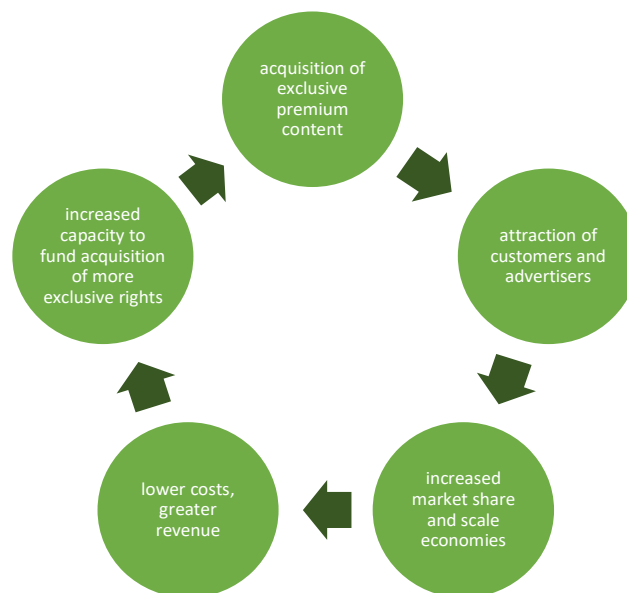 acquisition of
exclusive
premium
content
attraction of
customers and
advertisers
increased
market share
and scale
economies
lower costs,
greater
revenue
increased
capacity to
fund acquisition
of more
exclusive rights